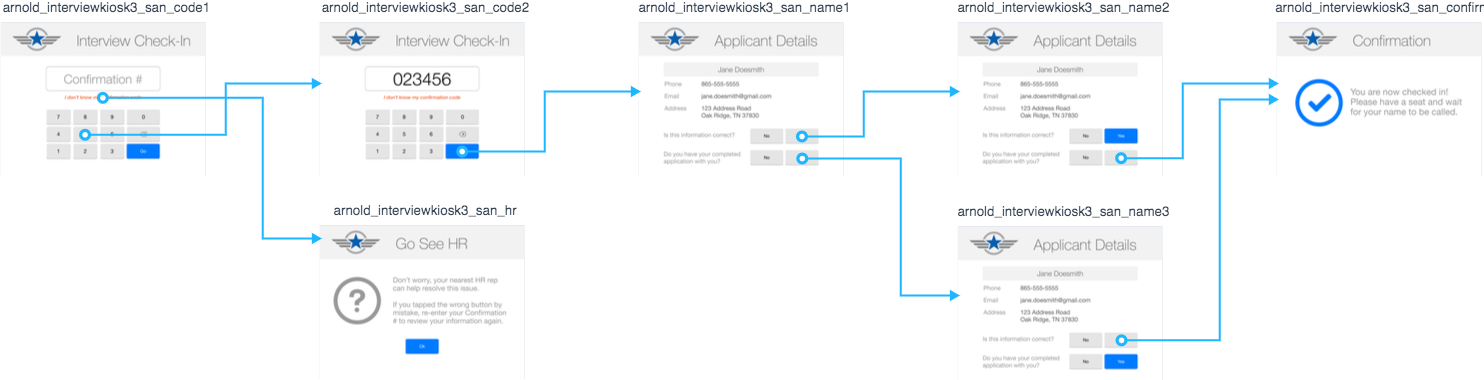 arnold_interviewkiosk3_san_code1
Interview Check-In
Confirmation #
I don't know my confirmation code
7 8 9 0
4 6
1 2 3 Go
arnold_interviewkiosk3_san_code2
Interview Check-In
023456
I don't know my confirmation code
7 8 9 0
4 5 6
1 2 3
arnold_interviewkiosk3_san_name1
Applicant Details
Jane Doesmith
Phone 865-555-5555
Email jane.doesmith@gmail.com
Address 123 Address Road
Oak Ridge, TN 37830
Is this information correct? No
Do you have your completed
application with you? No
arnold_interviewkiosk3_san_name2
Applicant Details
Jane Doesmith
Phone 865-555-5555
Email jane.doesmith@gmail.com
Address 123 Address Road
Oak Ridge, TN 37830
Is this information correct? No Yes
Do you have your completed
application with you? No
arnold_interviewkiosk3_san_confirm
Confirmation
You are now checked in!
Please have a seat and wait
for your name to be called.
arnold_interviewkiosk3_san_hr
Go See HR
?
Don't worry, your nearest HR rep
can help resolve this issue.
If you tapped the wrong button by
mistake, re-enter your Confirmation
# to review your information again.
Ok
arnold_interviewkiosk3_san_name3
Applicant Details
Jane Doesmith
Phone 865-555-5555
Email jane.doesmith@gmail.com
Address 123 Address Road
Oak Ridge, TN 37830
Is this information correct? No
Do you have your completed
application with you? No Yes